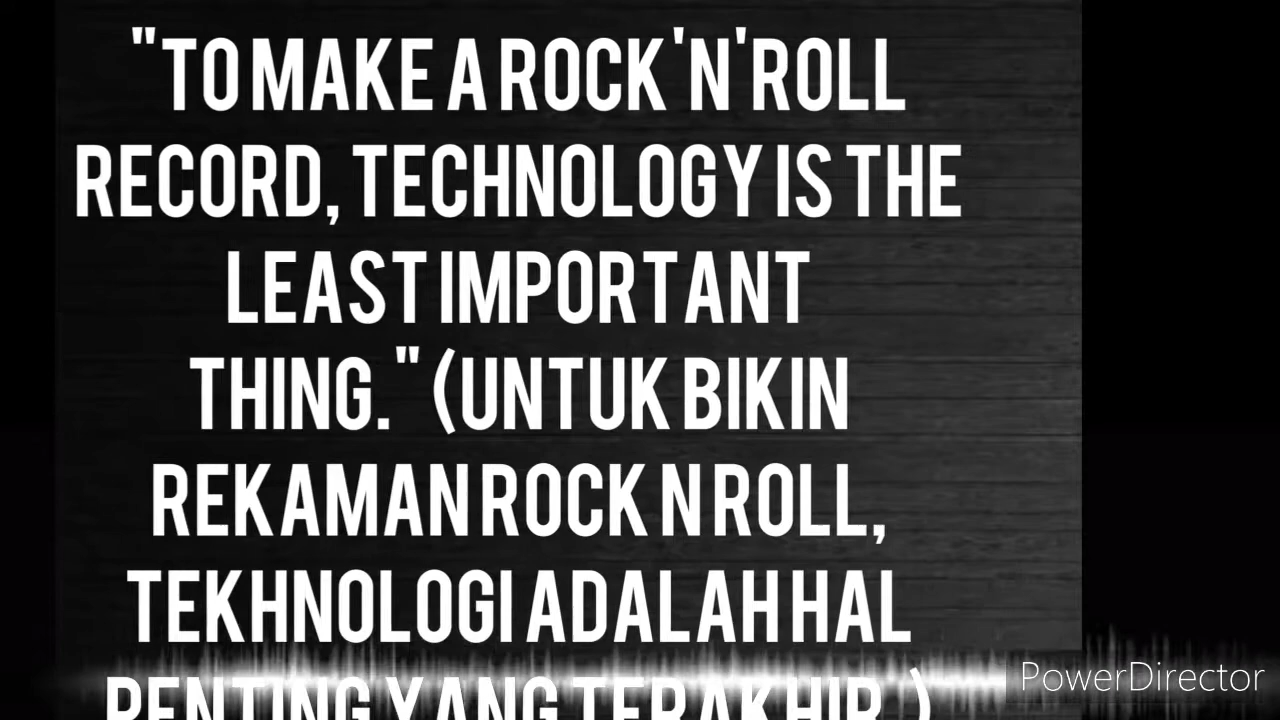 "TO MAKE A ROCK'N'ROLL
RECORD, TECHNOLOGY IS THE
LEAST IMPORTANT
THING." (UNTUK BIKIN
REKAMAN ROCK N ROLL,
TEKHNOLOGI ADALAH HAL
PENTING YANG TERAKHIR.)
PowerDirector